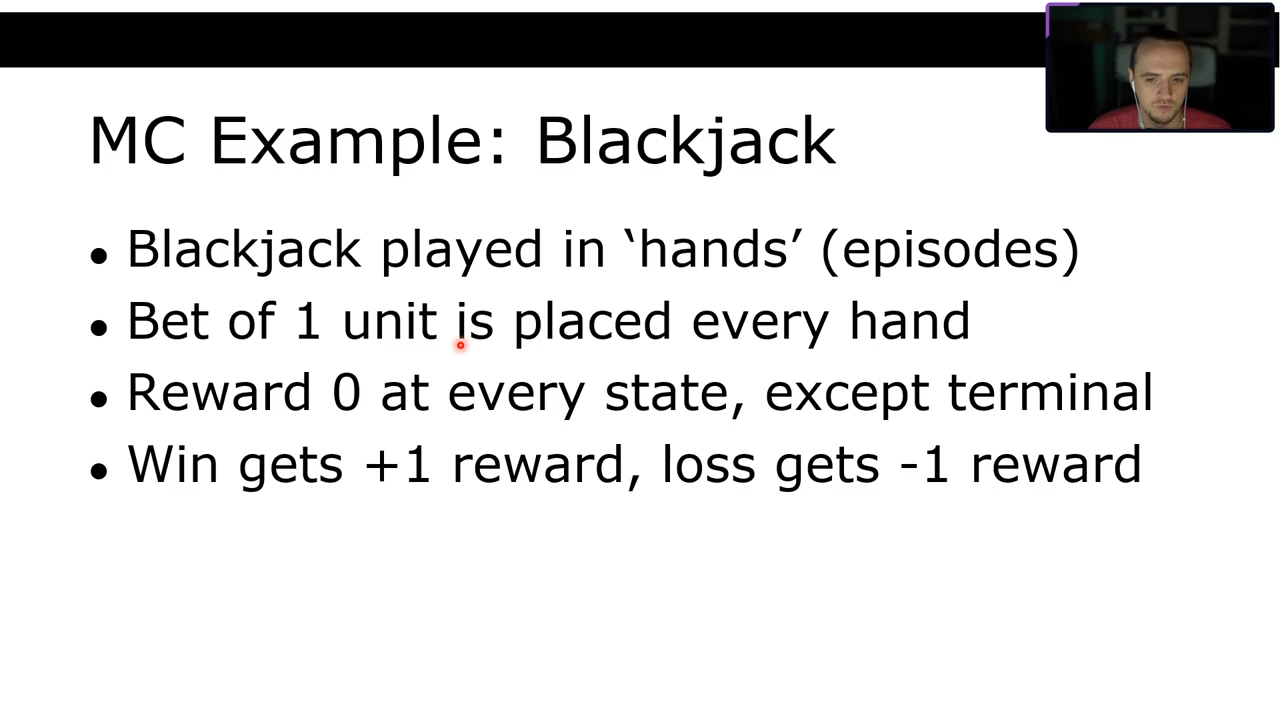 MC Example: Blackjack
● Blackjack played in ‘hands’ (episodes)
● Bet of 1 unit is placed every hand
● Reward 0 at every state, except terminal
● Win gets +1 reward, loss gets -1 reward